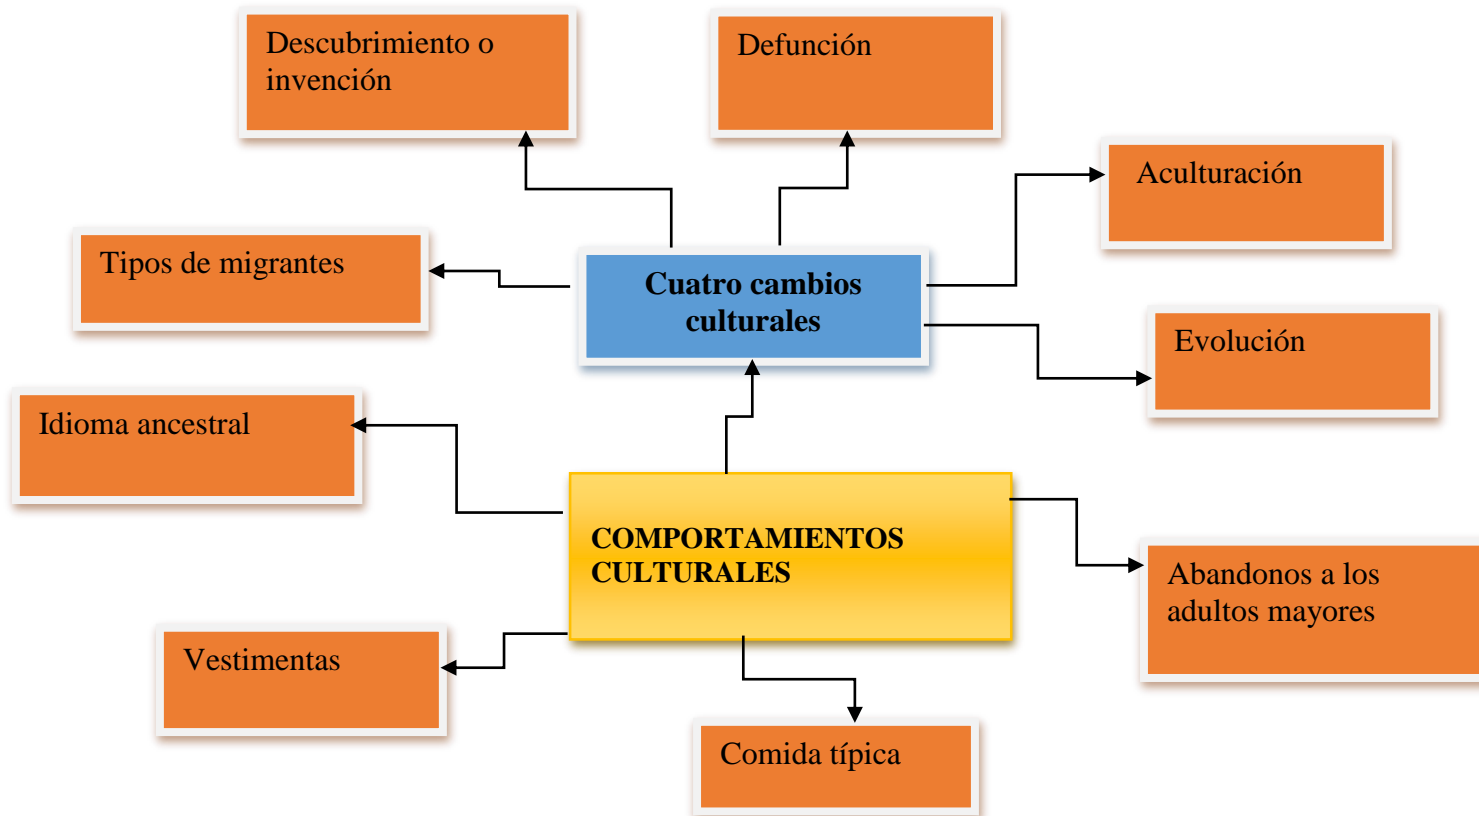 Descubrimiento o
invención
Defunción
Aculturación
Tipos de migrantes
Cuatro cambios
culturales
Evolución
Idioma ancestral
COMPORTAMIENTOS
CULTURALES
Abandonos a los
adultos mayores
Vestimentas
Comida típica